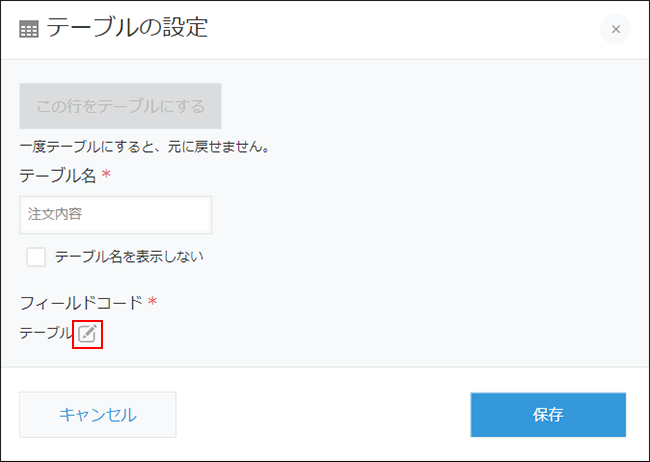 テーブルの設定
この行をテーブルにする
一度テーブルにすると、元に戻せません。
テーブル名 *
注文内容
テーブル名を表示しない
フィールドコード *
テーブル
キャンセル
保存